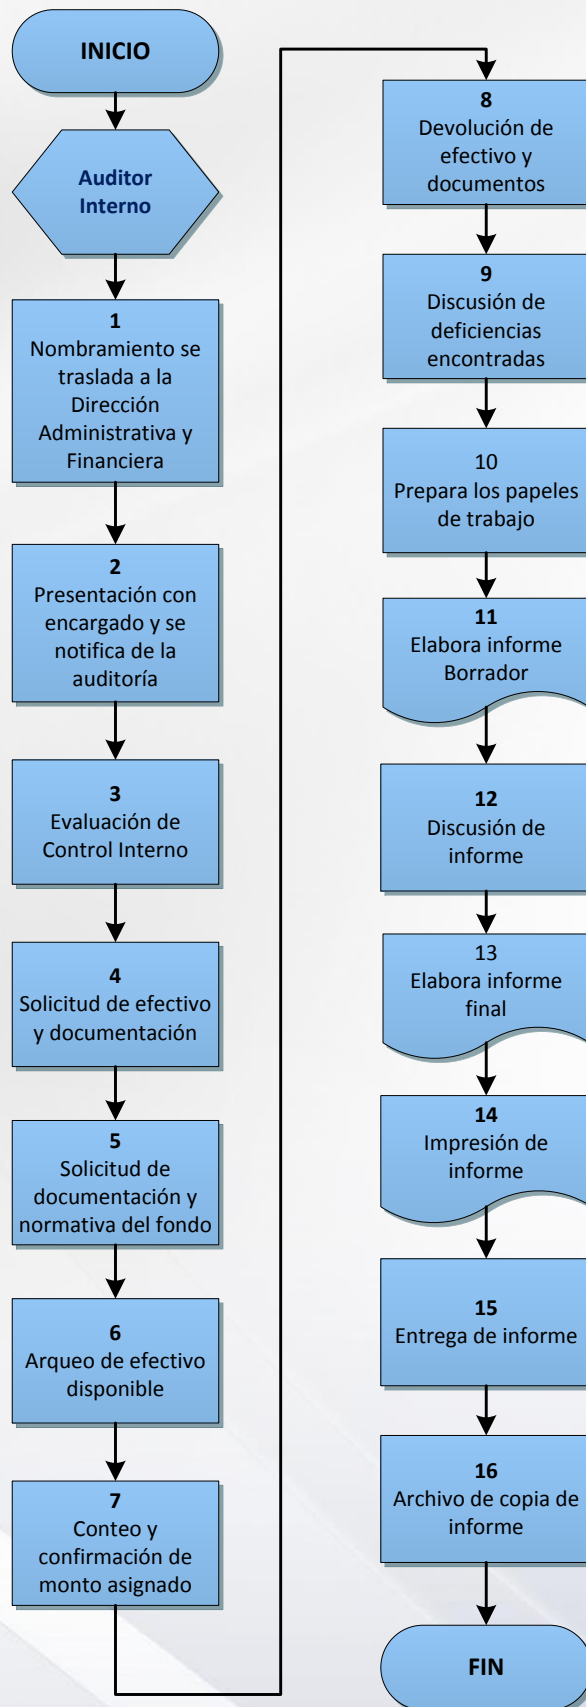 INICIO
Auditor
Interno
1
Nombramiento se
traslada a la
Dirección
Administrativa y
Financiera
2
Presentación con
encargado y se
notifica de la
auditoría
3
Evaluación de
Control Interno
4
Solicitud de efectivo
y documentación
5
Solicitud de
documentación y
normativa del fondo
6
Arqueo de efectivo
disponible
7
Conteo y
confirmación de
monto asignado
8
Devolución de
efectivo y
documentos
9
Discusión de
deficiencias
encontradas
10
Prepara los papeles
de trabajo
11
Elabora informe
Borrador
12
Discusión de
informe
13
Elabora informe
final
14
Impresión de
informe
15
Entrega de informe
16
Archivo de copia de
informe
FIN